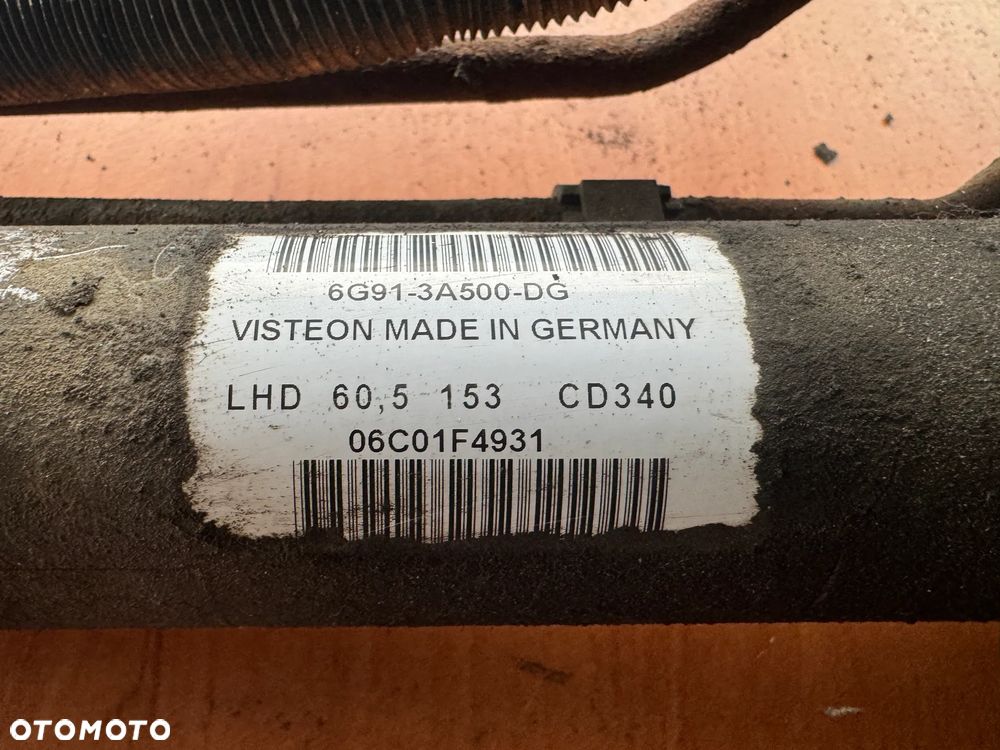 6G91-3A500-DG
VISTEON MADE IN GERMANY
LHD 60,5 153 CD340
06C01F4931
OTOMOTO